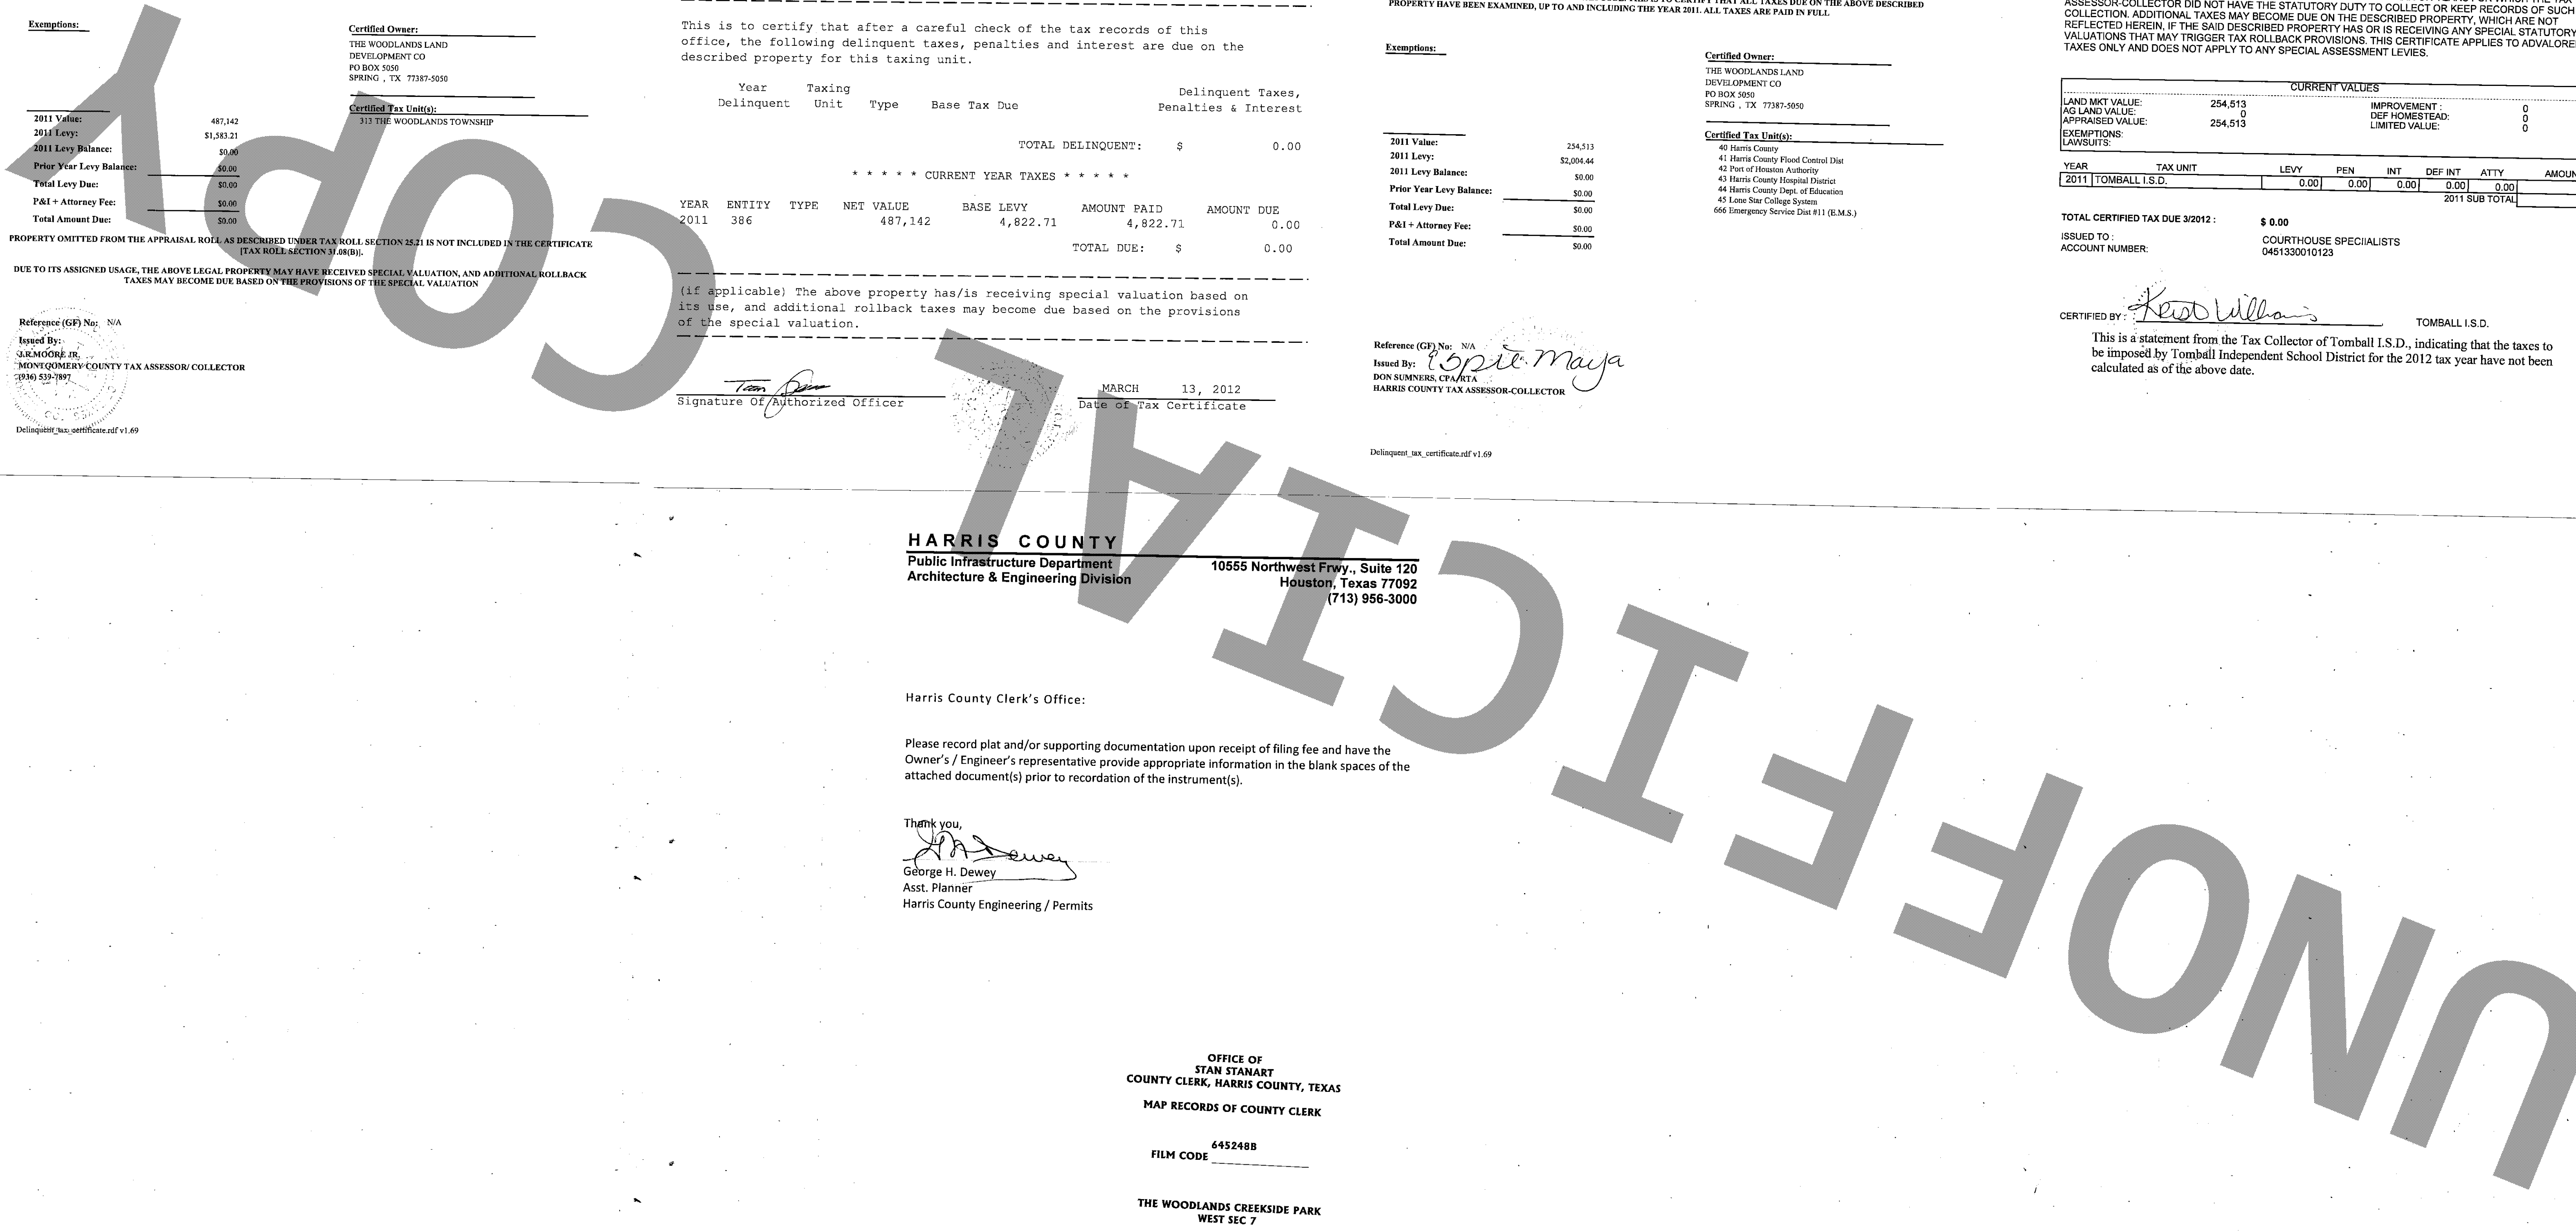 Exemptions:
Certified Owner:
THE WOODLANDS LAND
DEVELOPMENT CO
PO BOX 5050
SPRING , TX 77387-5050
Certified Tax Unit(s):
313 THE WOODLANDS TOWNSHIP
2011 Value: 487,142
2011 Levy: $1,583.21
2011 Levy Balance: $0.00
Prior Year Levy Balance: $0.00
Total Levy Due: $0.00
P&I + Attorney Fee: $0.00
Total Amount Due: $0.00
PROPERTY OMITTED FROM THE APPRAISAL ROLL AS DESCRIBED UNDER TAX ROLL SECTION 25.21 IS NOT INCLUDED IN THE CERTIFICATE
[TAX ROLL SECTION 31.08(B)].
DUE TO ITS ASSIGNED USAGE, THE ABOVE LEGAL PROPERTY MAY HAVE RECEIVED SPECIAL VALUATION, AND ADDITIONAL ROLLBACK
TAXES MAY BECOME DUE BASED ON THE PROVISIONS OF THE SPECIAL VALUATION
Reference (GF) No: N/A
Issued By:
J.R.MOORE JR.
MONTGOMERY COUNTY TAX ASSESSOR/ COLLECTOR
(936) 539-7897
Delinquent_tax_certificate.rdf v1.69
This is to certify that after a careful check of the tax records of this
office, the following delinquent taxes, penalties and interest are due on the
described property for this taxing unit.
Year Taxing Delinquent Taxes,
Delinquent Unit Type Base Tax Due Penalties & Interest
TOTAL DELINQUENT: $ 0.00
* * * * * CURRENT YEAR TAXES * * * * *
YEAR ENTITY TYPE NET VALUE BASE LEVY AMOUNT PAID AMOUNT DUE
2011 386 487,142 4,822.71 4,822.71 0.00
TOTAL DUE: $ 0.00
(if applicable) The above property has/is receiving special valuation based on
its use, and additional rollback taxes may become due based on the provisions
of the special valuation.
MARCH 13, 2012
Signature Of Authorized Officer Date of Tax Certificate
PROPERTY HAVE BEEN EXAMINED, UP TO AND INCLUDING THE YEAR 2011. ALL TAXES ARE PAID IN FULL
Exemptions:
Certified Owner:
THE WOODLANDS LAND
DEVELOPMENT CO
PO BOX 5050
SPRING , TX 77387-5050
Certified Tax Unit(s):
40 Harris County
41 Harris County Flood Control Dist
42 Port of Houston Authority
43 Harris County Hospital District
44 Harris County Dept. of Education
45 Lone Star College System
666 Emergency Service Dist #11 (E.M.S.)
2011 Value: 254,513
2011 Levy: $2,004.44
2011 Levy Balance: $0.00
Prior Year Levy Balance: $0.00
Total Levy Due: $0.00
P&I + Attorney Fee: $0.00
Total Amount Due: $0.00
Reference (GF) No: N/A
Issued By: Espie Maya
DON SUMNERS, CPA, RTA
HARRIS COUNTY TAX ASSESSOR-COLLECTOR
Delinquent_tax_certificate.rdf v1.69
ASSESSOR-COLLECTOR DID NOT HAVE THE STATUTORY DUTY TO COLLECT OR KEEP RECORDS OF SUCH
COLLECTION. ADDITIONAL TAXES MAY BECOME DUE ON THE DESCRIBED PROPERTY, WHICH ARE NOT
REFLECTED HEREIN, IF THE SAID DESCRIBED PROPERTY HAS OR IS RECEIVING ANY SPECIAL STATUTORY
VALUATIONS THAT MAY TRIGGER TAX ROLLBACK PROVISIONS. THIS CERTIFICATE APPLIES TO ADVALOREM
TAXES ONLY AND DOES NOT APPLY TO ANY SPECIAL ASSESSMENT LEVIES.
CURRENT VALUES
LAND MKT VALUE: 254,513 IMPROVEMENT : 0
AG LAND VALUE: 0 DEF HOMESTEAD: 0
APPRAISED VALUE: 254,513 LIMITED VALUE: 0
EXEMPTIONS:
LAWSUITS:
YEAR TAX UNIT LEVY PEN INT DEF INT ATTY AMOUN
2011 TOMBALL I.S.D. 0.00 0.00 0.00 0.00 0.00
2011 SUB TOTAL
TOTAL CERTIFIED TAX DUE 3/2012 : $ 0.00
ISSUED TO : COURTHOUSE SPECIIALISTS
ACCOUNT NUMBER: 0451330010123
CERTIFIED BY : Williams TOMBALL I.S.D.
This is a statement from the Tax Collector of Tomball I.S.D., indicating that the taxes to
be imposed by Tomball Independent School District for the 2012 tax year have not been
calculated as of the above date.
HARRIS COUNTY
Public Infrastructure Department 10555 Northwest Frwy., Suite 120
Architecture & Engineering Division Houston, Texas 77092
(713) 956-3000
Harris County Clerk's Office:
Please record plat and/or supporting documentation upon receipt of filing fee and have the
Owner's / Engineer's representative provide appropriate information in the blank spaces of the
attached document(s) prior to recordation of the instrument(s).
Thank you,
George H. Dewey
Asst. Planner
Harris County Engineering / Permits
OFFICE OF
STAN STANART
COUNTY CLERK, HARRIS COUNTY, TEXAS
MAP RECORDS OF COUNTY CLERK
645248B
FILM CODE
THE WOODLANDS CREEKSIDE PARK
WEST SEC 7
UNOFFICIAL COPY